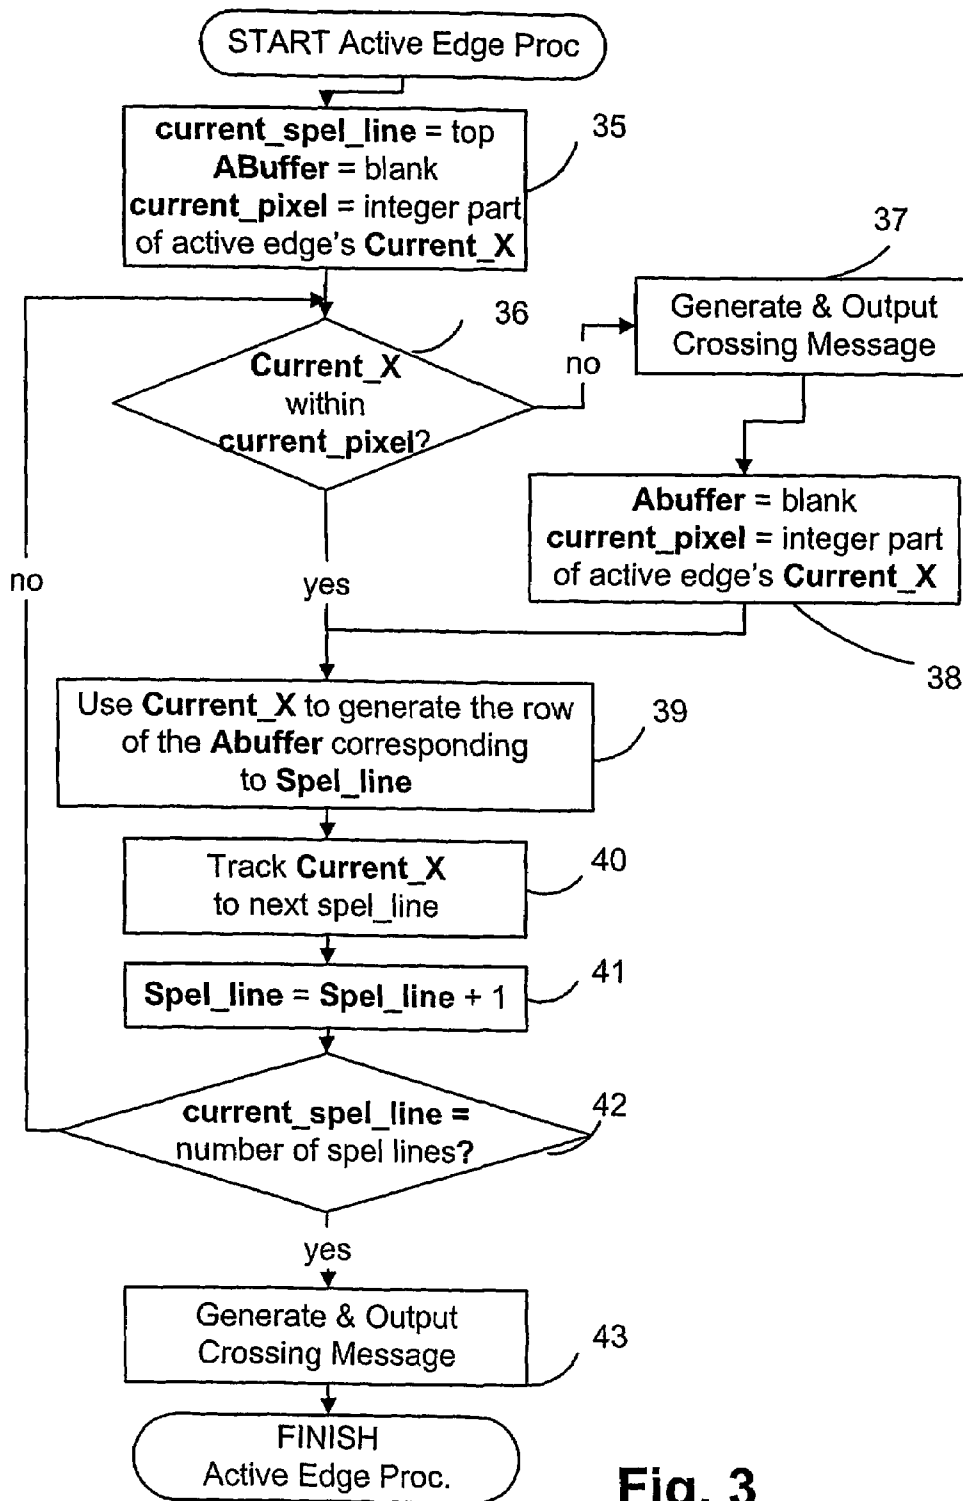 START Active Edge Proc
current_spel_line = top
ABuffer = blank
current_pixel = integer part
of active edge's Current_X
35
36
Current_X
within
current_pixel?
no
37
Generate & Output
Crossing Message
Abuffer = blank
current_pixel = integer part
of active edge's Current_X
38
no
yes
Use Current_X to generate the row
of the Abuffer corresponding
to Spel_line
39
Track Current_X
to next spel_line
40
Spel_line = Spel_line + 1
41
current_spel_line =
number of spel lines?
42
yes
Generate & Output
Crossing Message
43
FINISH
Active Edge Proc.
Fig. 3